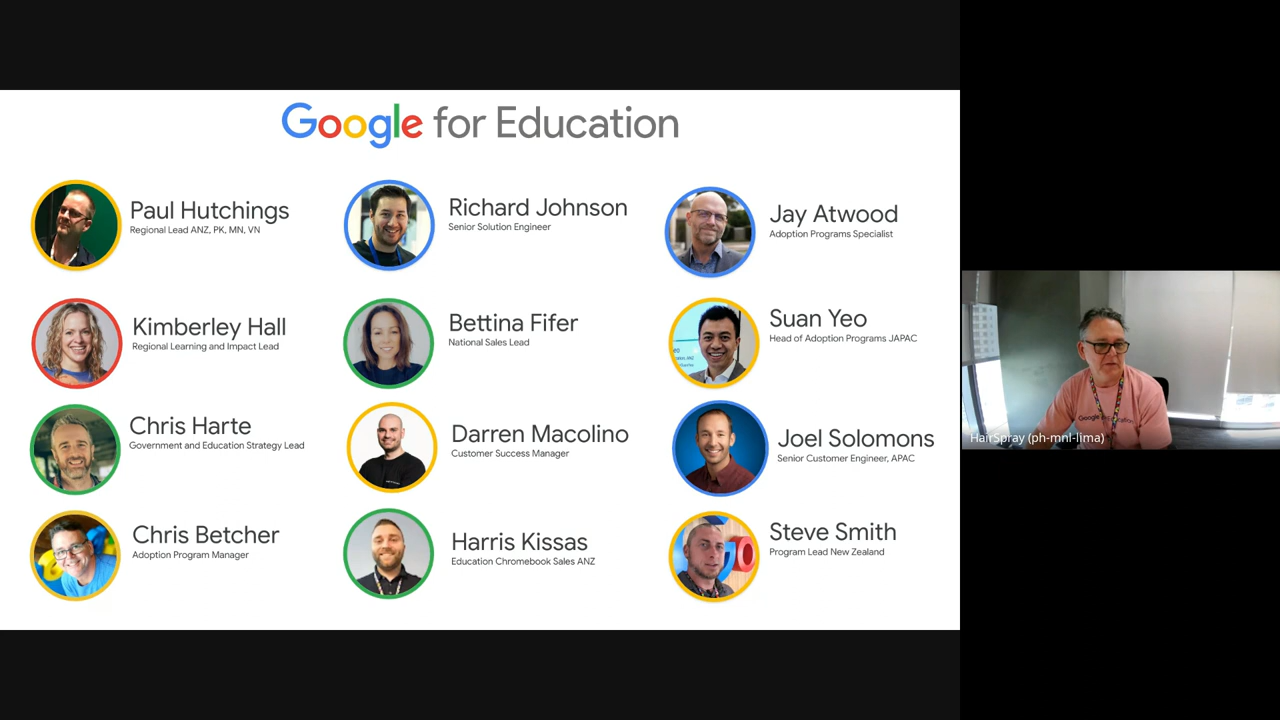 Google for Education
Paul Hutchings
Regional Lead ANZ, PK, MN, VN
Richard Johnson
Senior Solution Engineer
Jay Atwood
Adoption Programs Specialist
Kimberley Hall
Regional Learning and Impact Lead
Bettina Fifer
National Sales Lead
Suan Yeo
Head of Adoption Programs JAPAC
Chris Harte
Government and Education Strategy Lead
Darren Macolino
Customer Success Manager
Joel Solomons
Senior Customer Engineer, APAC
Chris Betcher
Adoption Program Manager
Harris Kissas
Education Chromebook Sales ANZ
Steve Smith
Program Lead New Zealand
Google for Education
HairSpray (ph-mnl-lima)